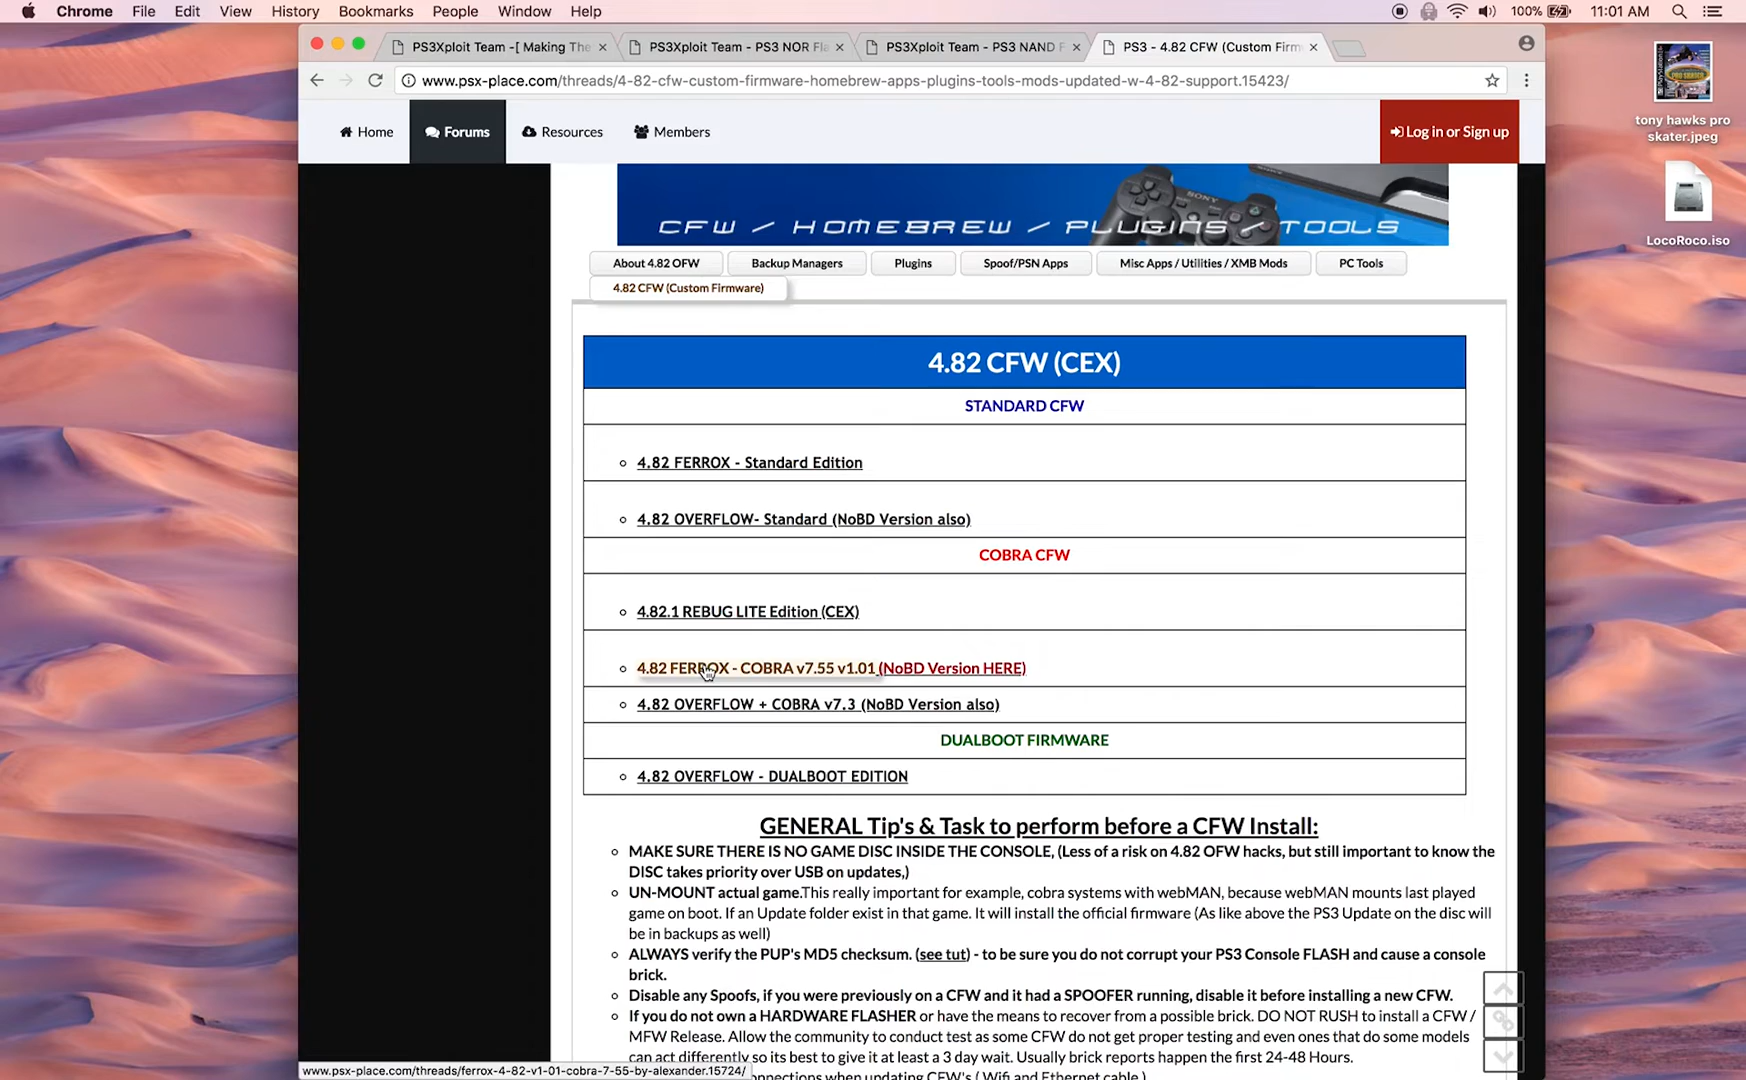 Chrome File Edit View History Bookmarks People Window Help 100% 11:01 AM
PS3Xploit Team -[ Making The PS3Xploit Team - PS3 NOR Fla PS3Xploit Team - PS3 NAND F PS3 - 4.82 CFW (Custom Firm
www.psx-place.com/threads/4-82-cfw-custom-firmware-homebrew-apps-plugins-tools-mods-updated-w-4-82-support.15423/
Home Forums Resources Members Log in or Sign up
tony hawks pro
skater.jpeg
LocoRoco.iso
SONY
CFW / HOMEBREW / PLUGINS / TOOLS
About 4.82 OFW Backup Managers Plugins Spoof/PSN Apps Misc Apps / Utilities / XMB Mods PC Tools
4.82 CFW (Custom Firmware)
4.82 CFW (CEX)
STANDARD CFW
4.82 FERROX - Standard Edition
4.82 OVERFLOW- Standard (NoBD Version also)
COBRA CFW
4.82.1 REBUG LITE Edition (CEX)
4.82 FERROX - COBRA v7.55 v1.01 (NoBD Version HERE)
4.82 OVERFLOW + COBRA v7.3 (NoBD Version also)
DUALBOOT FIRMWARE
4.82 OVERFLOW - DUALBOOT EDITION
GENERAL Tip's & Task to perform before a CFW Install:
MAKE SURE THERE IS NO GAME DISC INSIDE THE CONSOLE, (Less of a risk on 4.82 OFW hacks, but still important to know the
DISC takes priority over USB on updates,)
UN-MOUNT actual game.This really important for example, cobra systems with webMAN, because webMAN mounts last played
game on boot. If an Update folder exist in that game. It will install the official firmware (As like above the PS3 Update on the disc will
be in backups as well)
ALWAYS verify the PUP's MD5 checksum. (see tut) - to be sure you do not corrupt your PS3 Console FLASH and cause a console
brick.
Disable any Spoofs, if you were previously on a CFW and it had a SPOOFER running, disable it before installing a new CFW.
If you do not own a HARDWARE FLASHER or have the means to recover from a possible brick. DO NOT RUSH to install a CFW /
MFW Release. Allow the community to conduct test as some CFW do not get proper testing and even ones that do some models
can act differently so its best to give it at least a 3 day wait. Usually brick reports happen the first 24-48 Hours.
www.psx-place.com/threads/ferrox-4-82-v1-01-cobra-7-55-by-alexander.15724/
when updating CFW's ( Wifi and Ethernet cable )